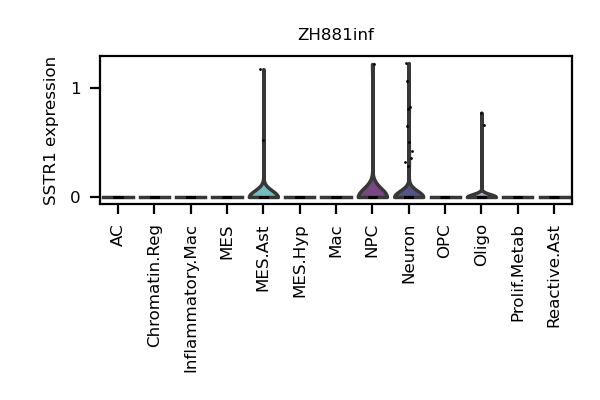 ZH881inf
SSTR1 expression
1
0
AC
Chromatin.Reg
Inflammatory.Mac
MES
MES.Ast
MES.Hyp
Mac
NPC
Neuron
OPC
Oligo
Prolif.Metab
Reactive.Ast